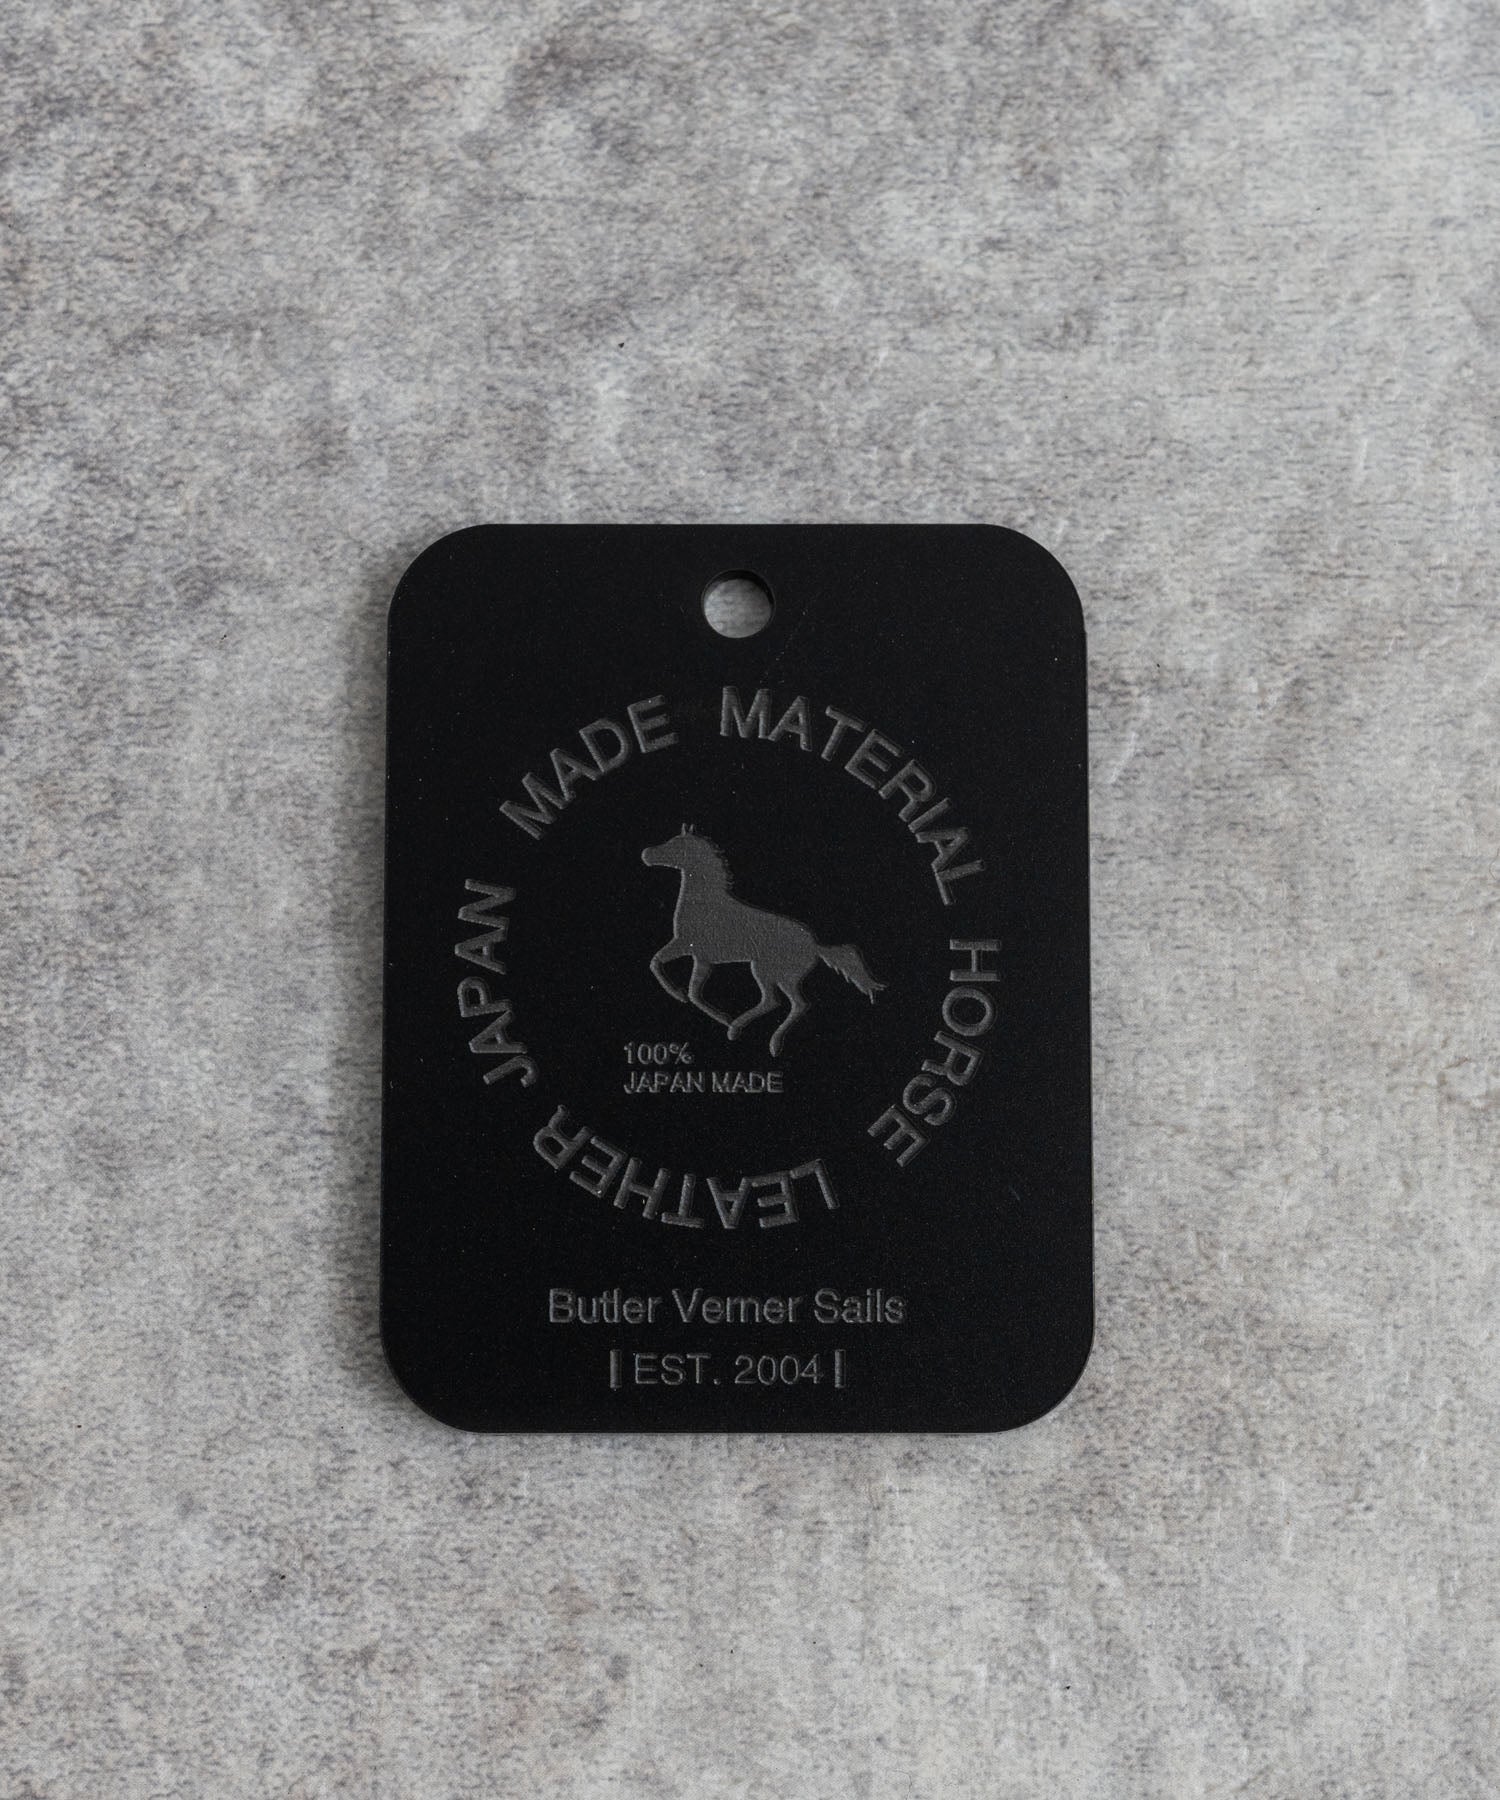 JAPAN MADE MATERIAL HORSE LEATHER
100%
JAPAN MADE
Butler Verner Sails
[ EST. 2004 ]